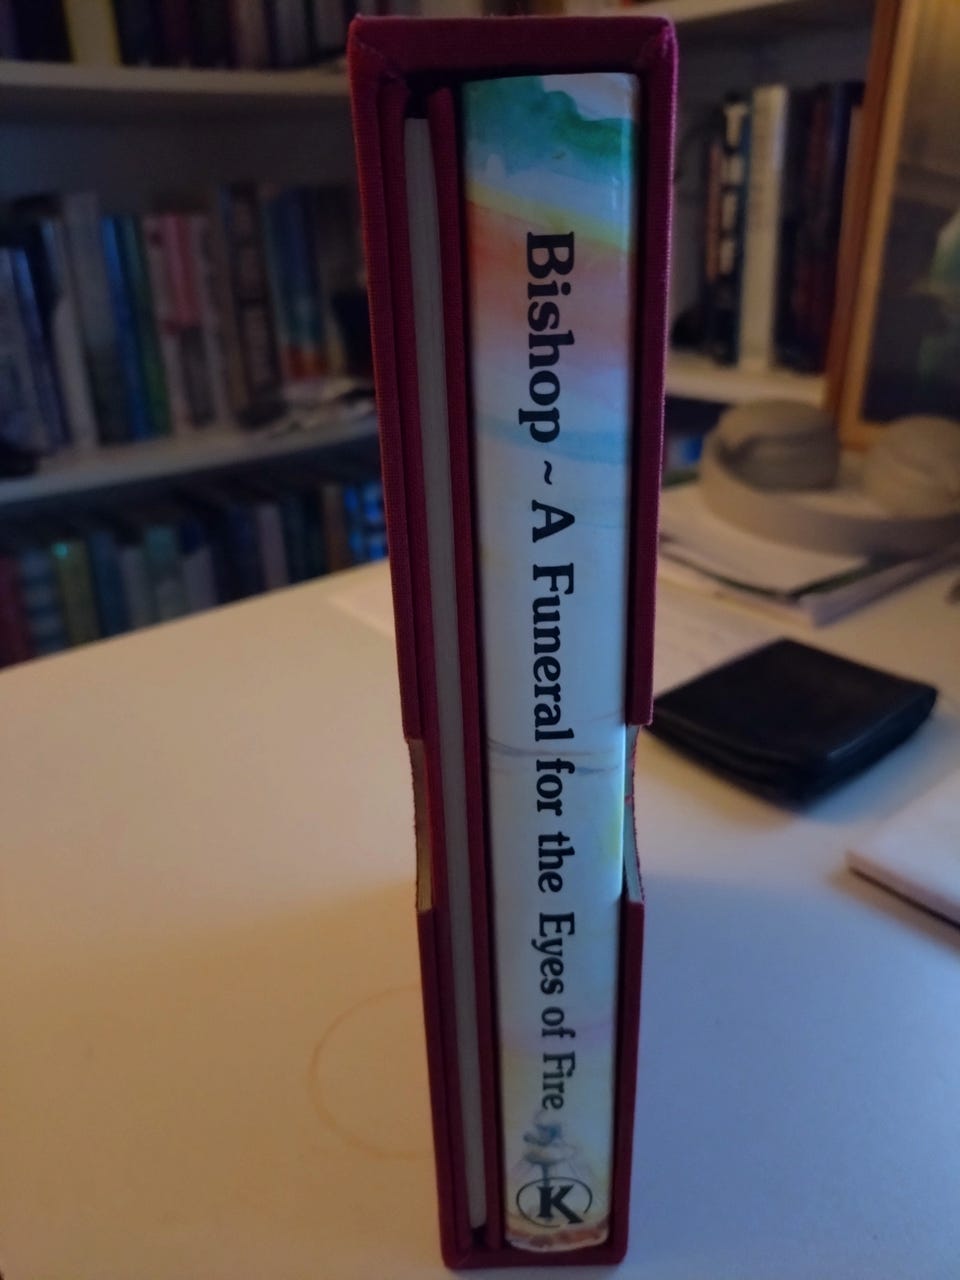 Bishop ~ A Funeral for the Eyes of Fire
K